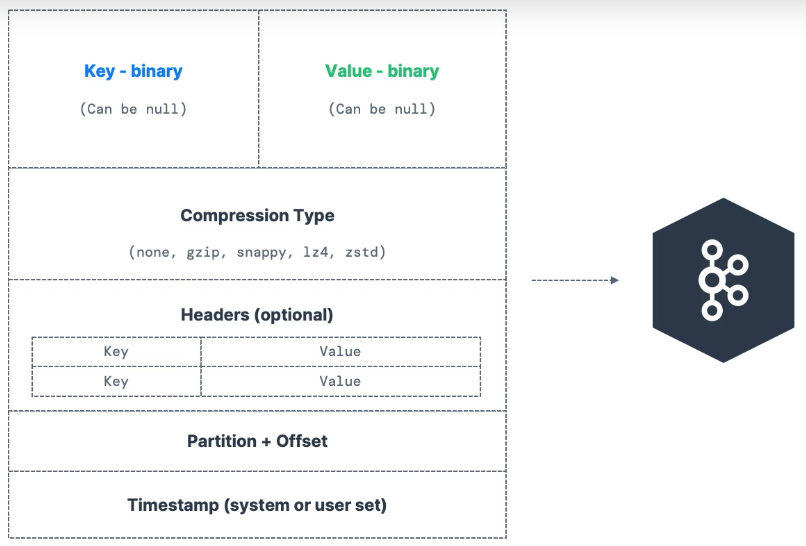 Key - binary
Value - binary
(Can be null)
(Can be null)
Compression Type
(none, gzip, snappy, lz4, zstd)
Headers (optional)
Key
Value
Key
Value
Partition + Offset
Timestamp (system or user set)